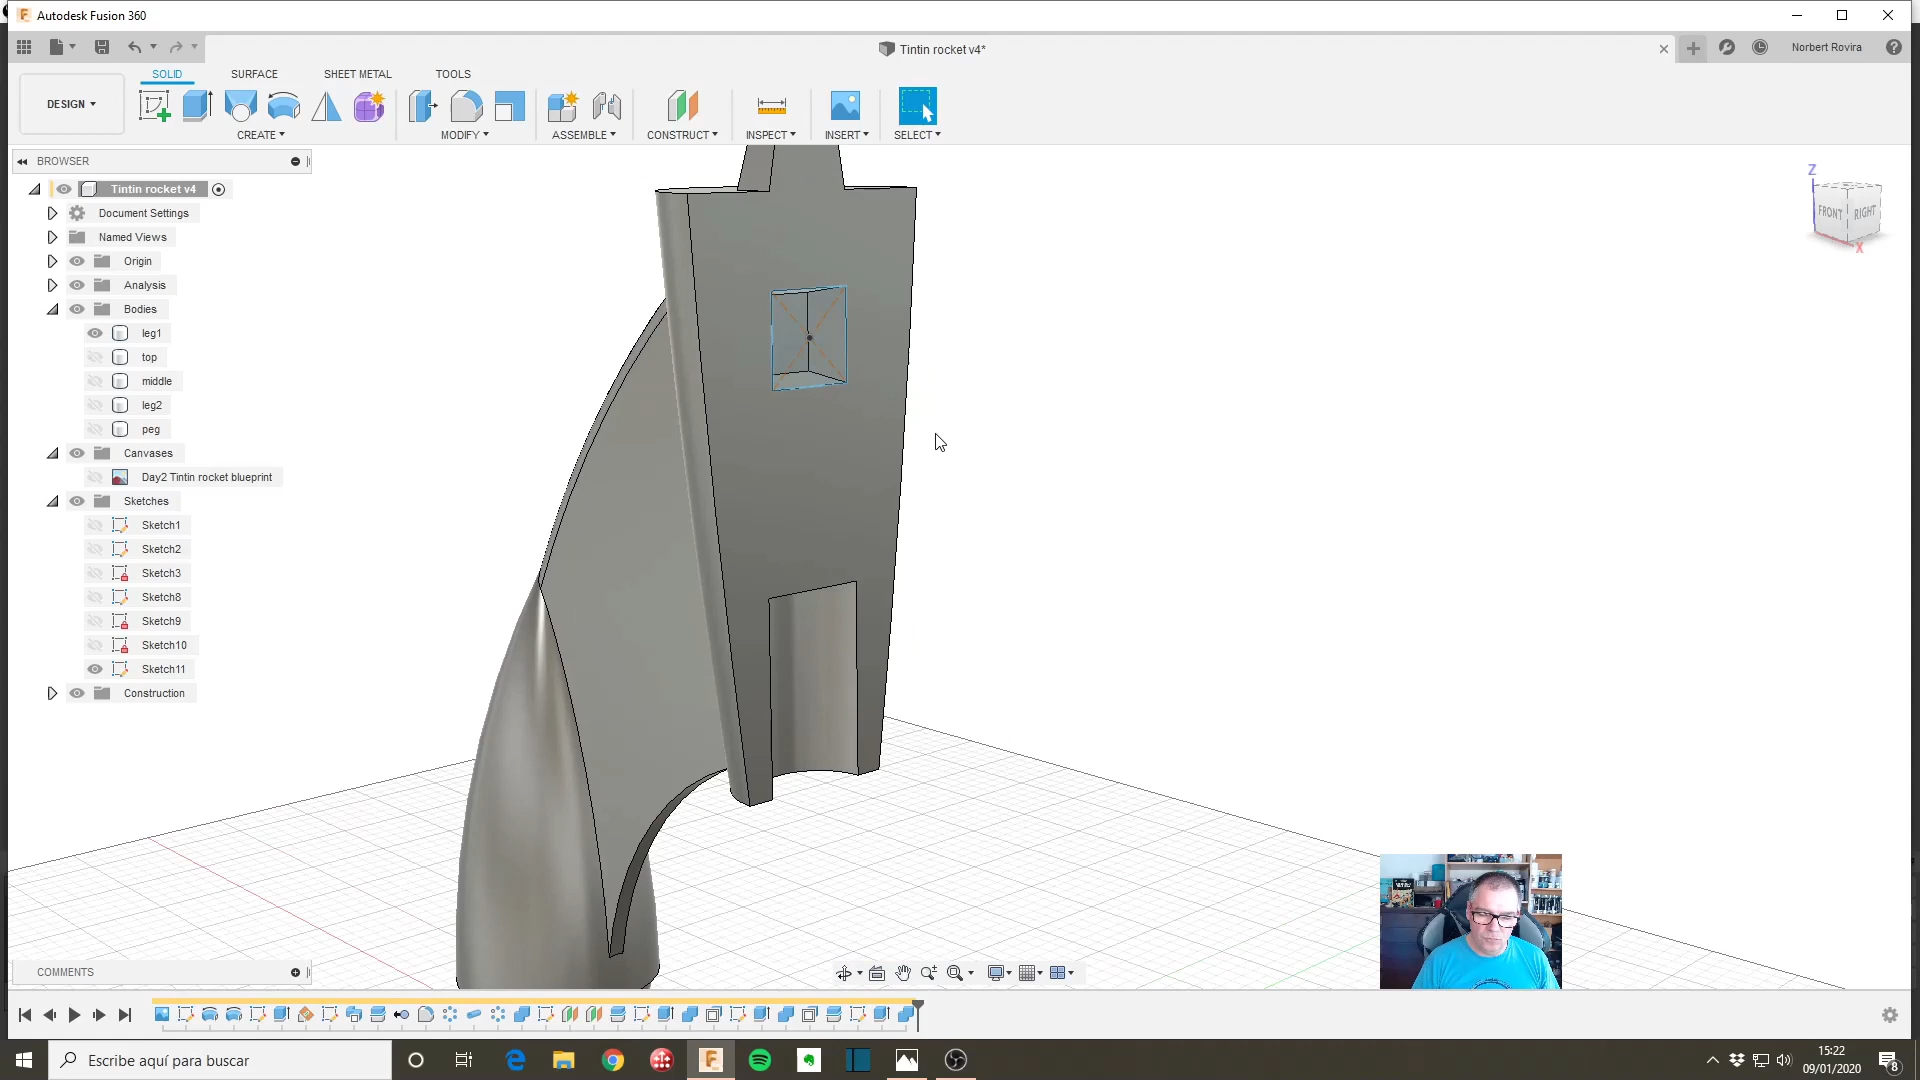 Autodesk Fusion 360
Tintin rocket v4*
Norbert Rovira
DESIGN
SOLID
SURFACE
SHEET METAL
TOOLS
CREATE
MODIFY
ASSEMBLE
CONSTRUCT
INSPECT
INSERT
SELECT
BROWSER
Tintin rocket v4
Document Settings
Named Views
Origin
Analysis
Bodies
leg1
top
middle
leg2
peg
Canvases
Day2 Tintin rocket blueprint
Sketches
Sketch1
Sketch2
Sketch3
Sketch8
Sketch9
Sketch10
Sketch11
Construction
Z
FRONT
RIGHT
X
COMMENTS
Escribe aquí para buscar
15:22
09/01/2020
8